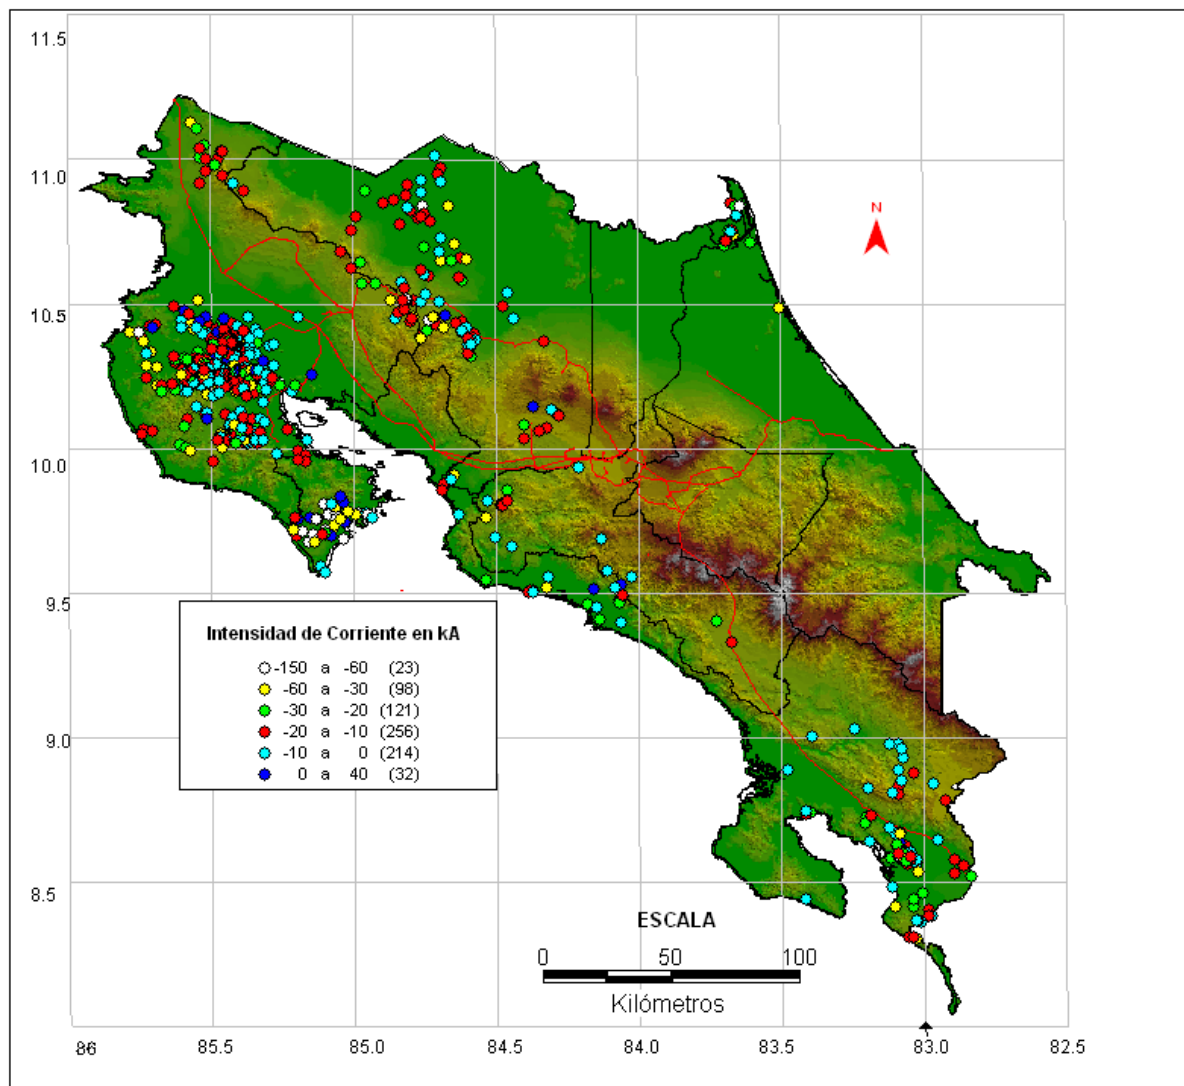 11.5
11.0
N
10.5
10.0
9.5
Intensidad de Corriente en kA
-150 a -60 (23)
-60 a -30 (98)
-30 a -20 (121)
-20 a -10 (256)
-10 a 0 (214)
0 a 40 (32)
9.0
8.5
ESCALA
0 50 100
Kilómetros
86 85.5 85.0 84.5 84.0 83.5 83.0 82.5